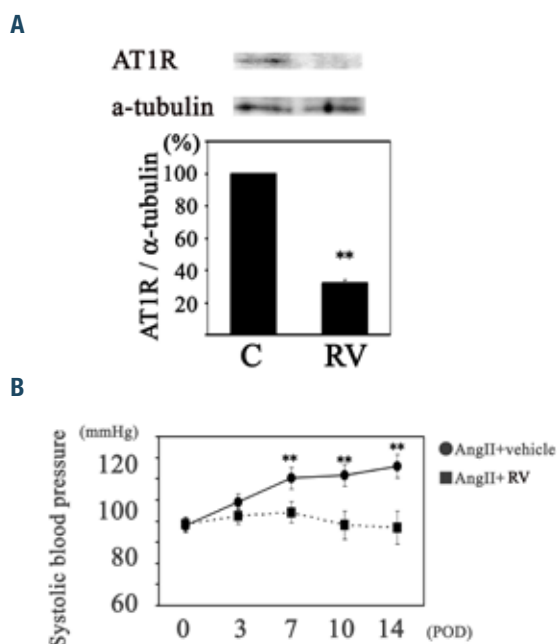 A
AT1R
a-tubulin
(%)
100
80
60
40
20
AT1R / α-tubulin
**
C RV
B
(mmHg)
120
100
80
60
Systolic blood pressure
** ** **
AngII+vehicle
AngII+RV
0 3 7 10 14 (POD)